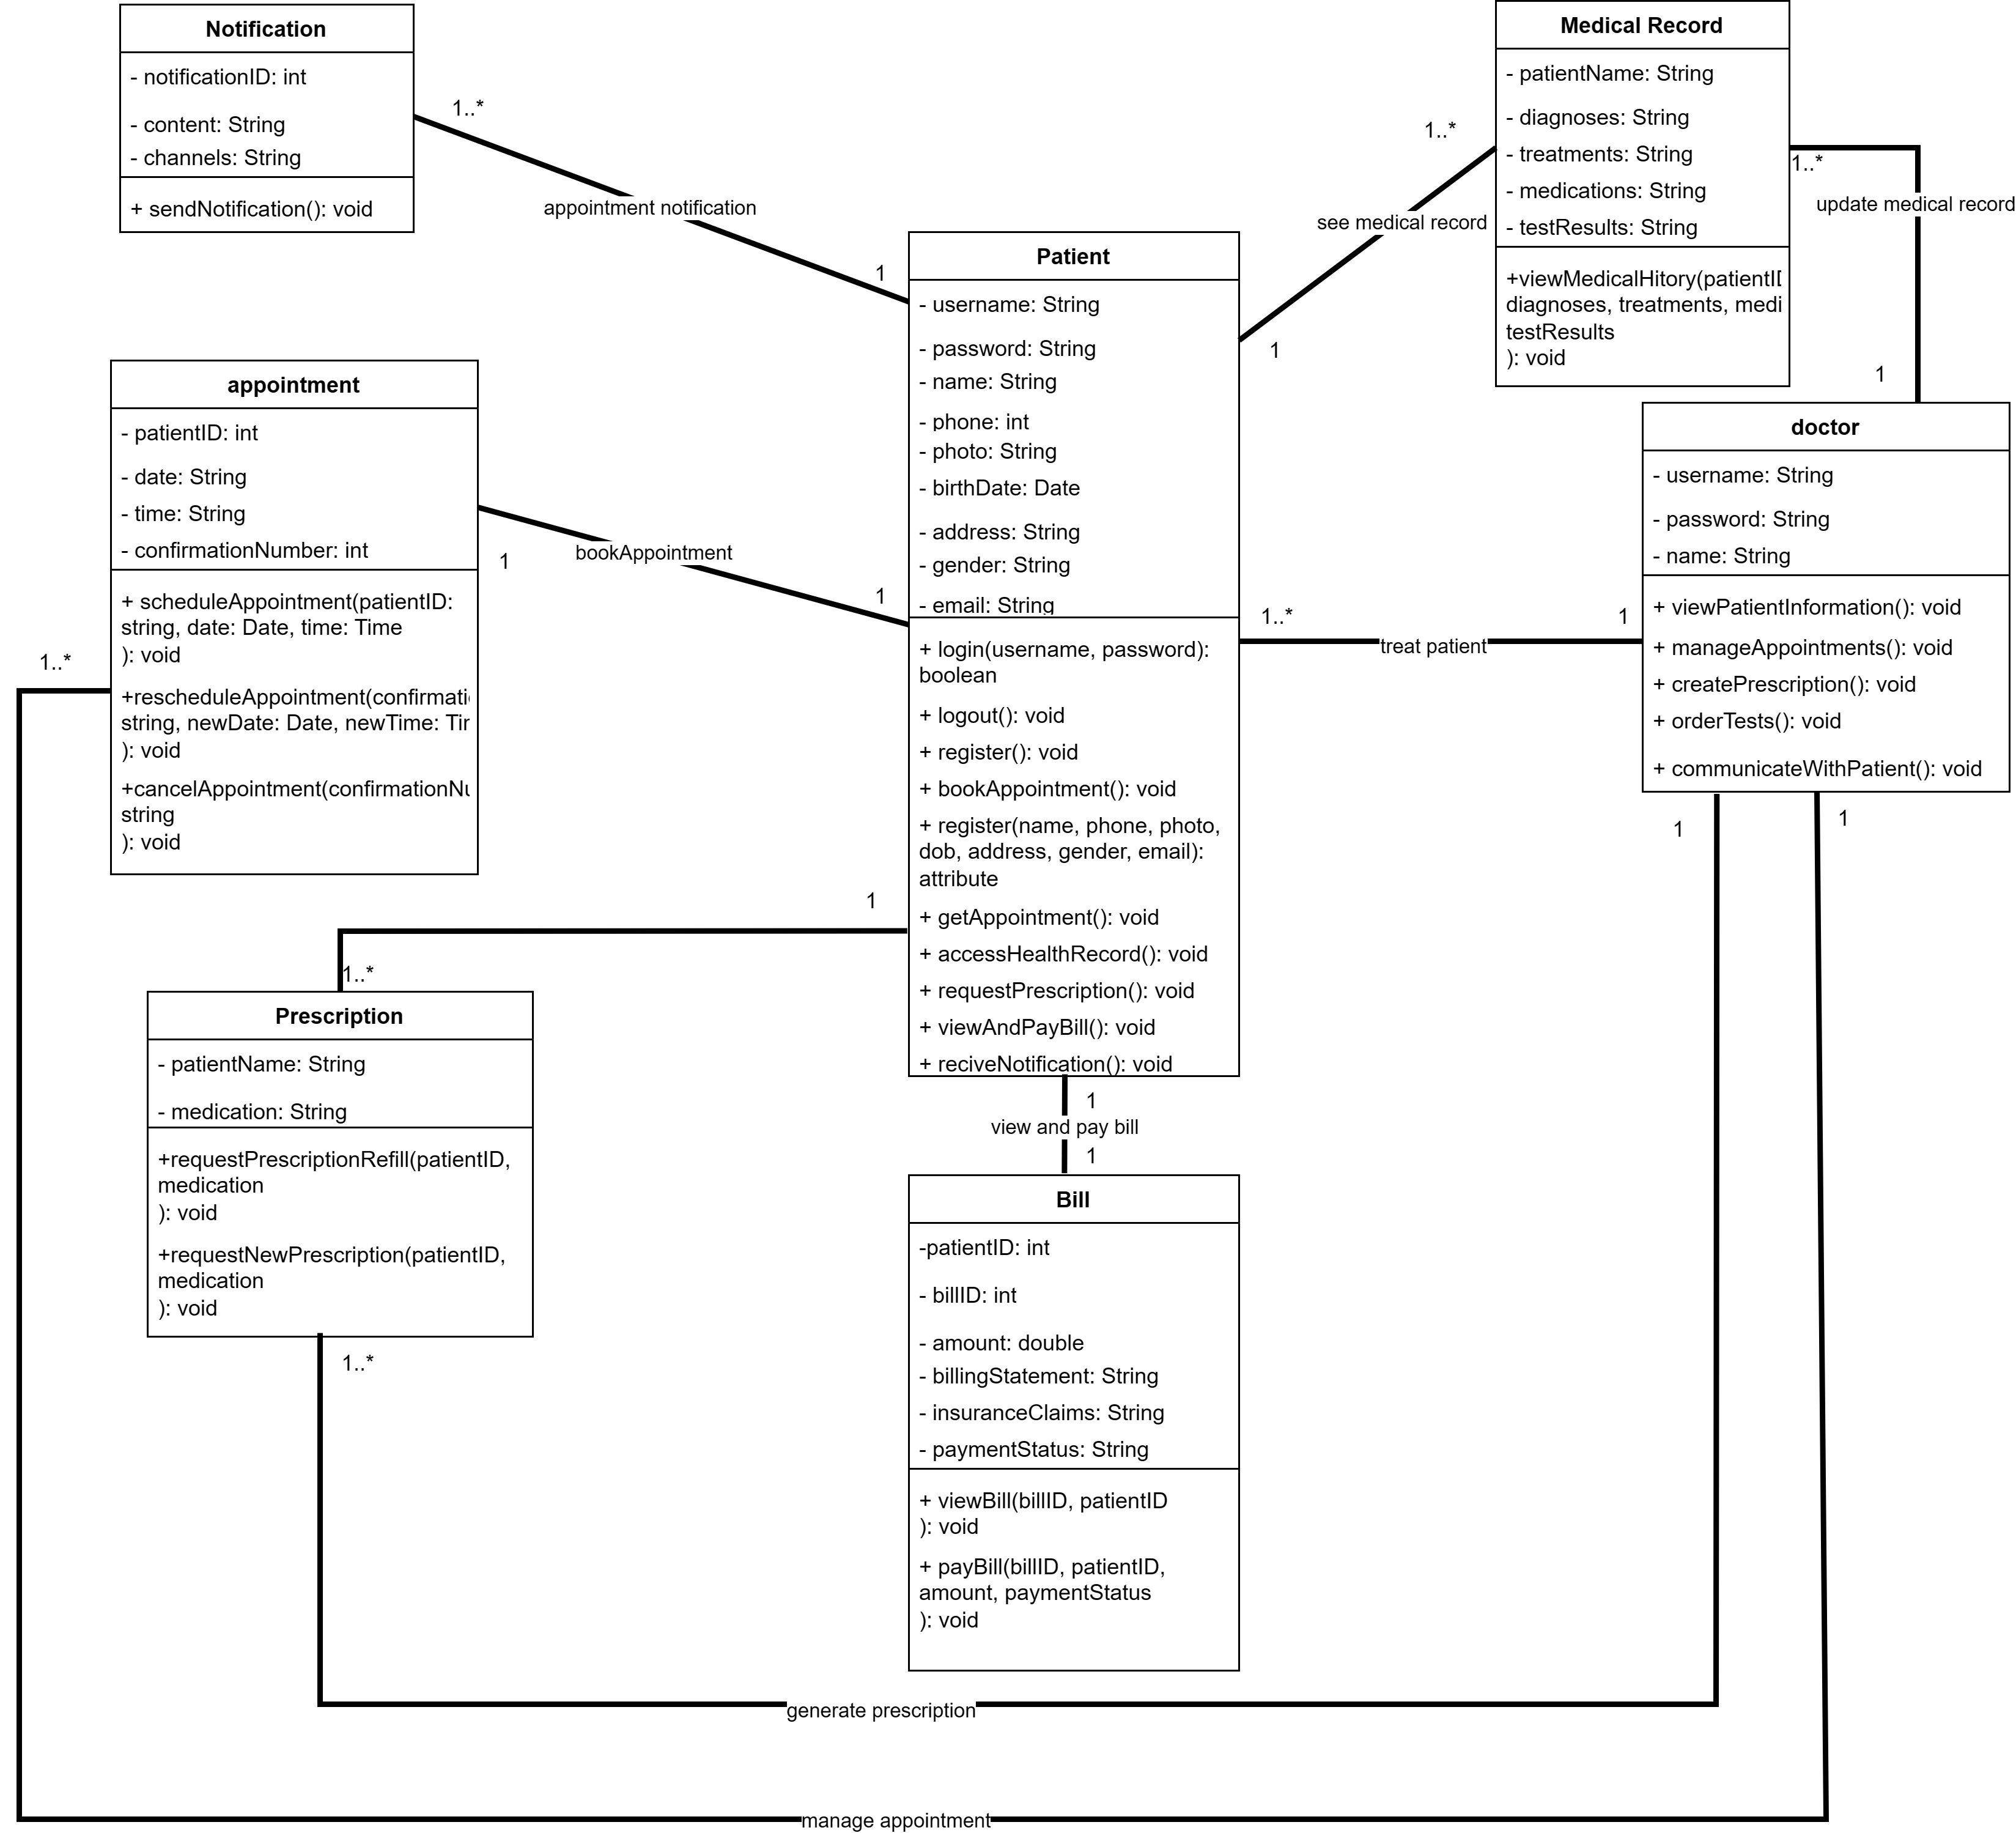 Notification
- notificationID: int
- content: String
- channels: String
+ sendNotification(): void
1..*
appointment notification
1
Medical Record
- patientName: String
- diagnoses: String
- treatments: String
- medications: String
- testResults: String
+viewMedicalHitory(patientID
diagnoses, treatments, medi
testResults
): void
1..*
see medical record
1
1..*
update medical record
1
Patient
- username: String
- password: String
- name: String
- phone: int
- photo: String
- birthDate: Date
- address: String
- gender: String
- email: String
+ login(username, password):
boolean
+ logout(): void
+ register(): void
+ bookAppointment(): void
+ register(name, phone, photo,
dob, address, gender, email):
attribute
+ getAppointment(): void
+ accessHealthRecord(): void
+ requestPrescription(): void
+ viewAndPayBill(): void
+ reciveNotification(): void
appointment
- patientID: int
- date: String
- time: String
- confirmationNumber: int
+ scheduleAppointment(patientID:
string, date: Date, time: Time
): void
+rescheduleAppointment(confirmati
string, newDate: Date, newTime: Tim
): void
+cancelAppointment(confirmationNu
string
): void
1
bookAppointment
1
1..*
doctor
- username: String
- password: String
- name: String
+ viewPatientInformation(): void
+ manageAppointments(): void
+ createPrescription(): void
+ orderTests(): void
+ communicateWithPatient(): void
1..*
treat patient
1
1
1
1
1..*
Prescription
- patientName: String
- medication: String
+requestPrescriptionRefill(patientID,
medication
): void
+requestNewPrescription(patientID,
medication
): void
1..*
1
view and pay bill
1
Bill
-patientID: int
- billID: int
- amount: double
- billingStatement: String
- insuranceClaims: String
- paymentStatus: String
+ viewBill(billID, patientID
): void
+ payBill(billID, patientID,
amount, paymentStatus
): void
generate prescription
manage appointment